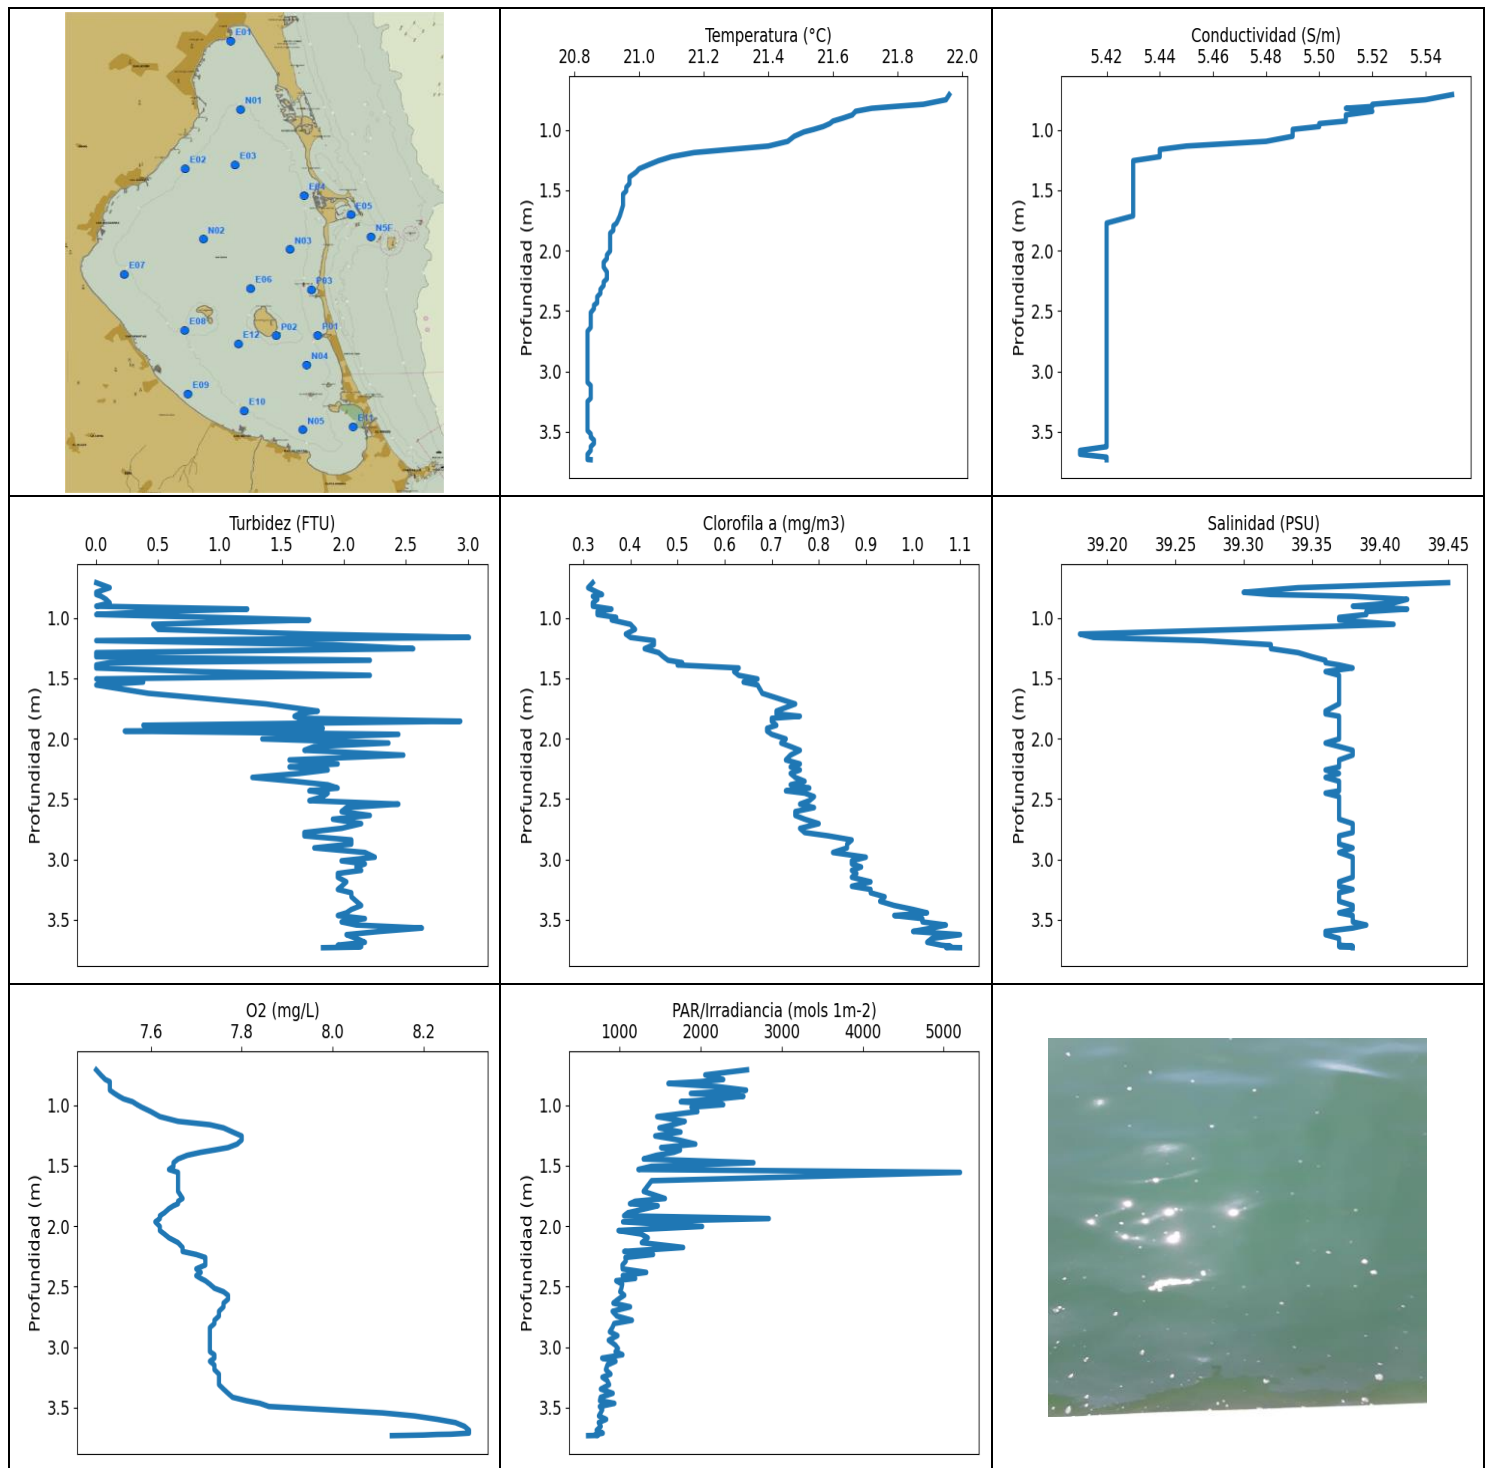 E01
N01
E02
E03
E04
E05
N5F
N02
N03
E07
E06
P03
E08
E12
P02
P01
N04
E09
E10
N05
E11
Temperatura (°C)
20.8 21.0 21.2 21.4 21.6 21.8 22.0
Profundidad (m)
1.0
1.5
2.0
2.5
3.0
3.5
Conductividad (S/m)
5.42 5.44 5.46 5.48 5.50 5.52 5.54
Profundidad (m)
1.0
1.5
2.0
2.5
3.0
3.5
Turbidez (FTU)
0.0 0.5 1.0 1.5 2.0 2.5 3.0
Profundidad (m)
1.0
1.5
2.0
2.5
3.0
3.5
Clorofila a (mg/m3)
0.3 0.4 0.5 0.6 0.7 0.8 0.9 1.0 1.1
Profundidad (m)
1.0
1.5
2.0
2.5
3.0
3.5
Salinidad (PSU)
39.20 39.25 39.30 39.35 39.40 39.45
Profundidad (m)
1.0
1.5
2.0
2.5
3.0
3.5
O2 (mg/L)
7.6 7.8 8.0 8.2
Profundidad (m)
1.0
1.5
2.0
2.5
3.0
3.5
PAR/Irradiancia (mols 1m-2)
1000 2000 3000 4000 5000
Profundidad (m)
1.0
1.5
2.0
2.5
3.0
3.5